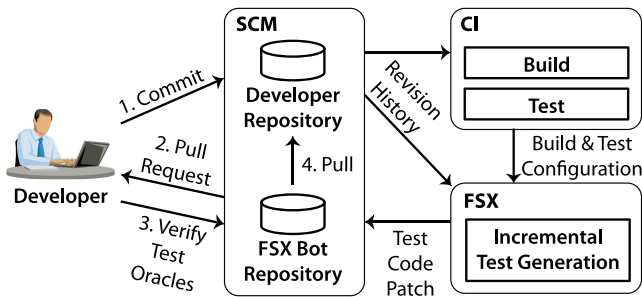 SCM
CI
Developer
Repository
Build
Test
1. Commit
Revision
History
2. Pull
Request
4. Pull
Build & Test
Configuration
Developer
3. Verify
Test
Oracles
FSX Bot
Repository
Test
Code
Patch
FSX
Incremental
Test Generation